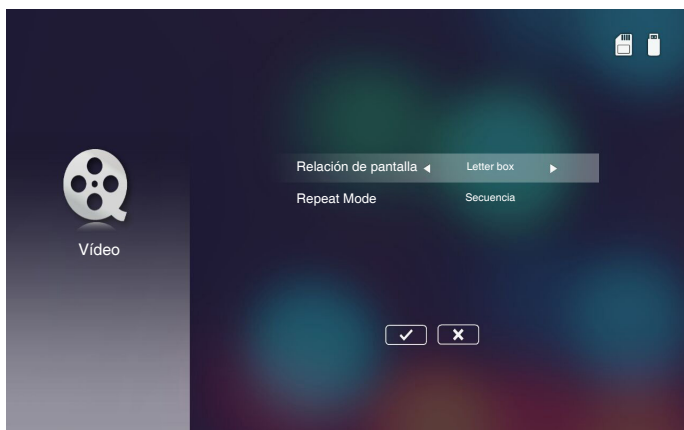 Relación de pantalla Letter box
Repeat Mode Secuencia
Vídeo